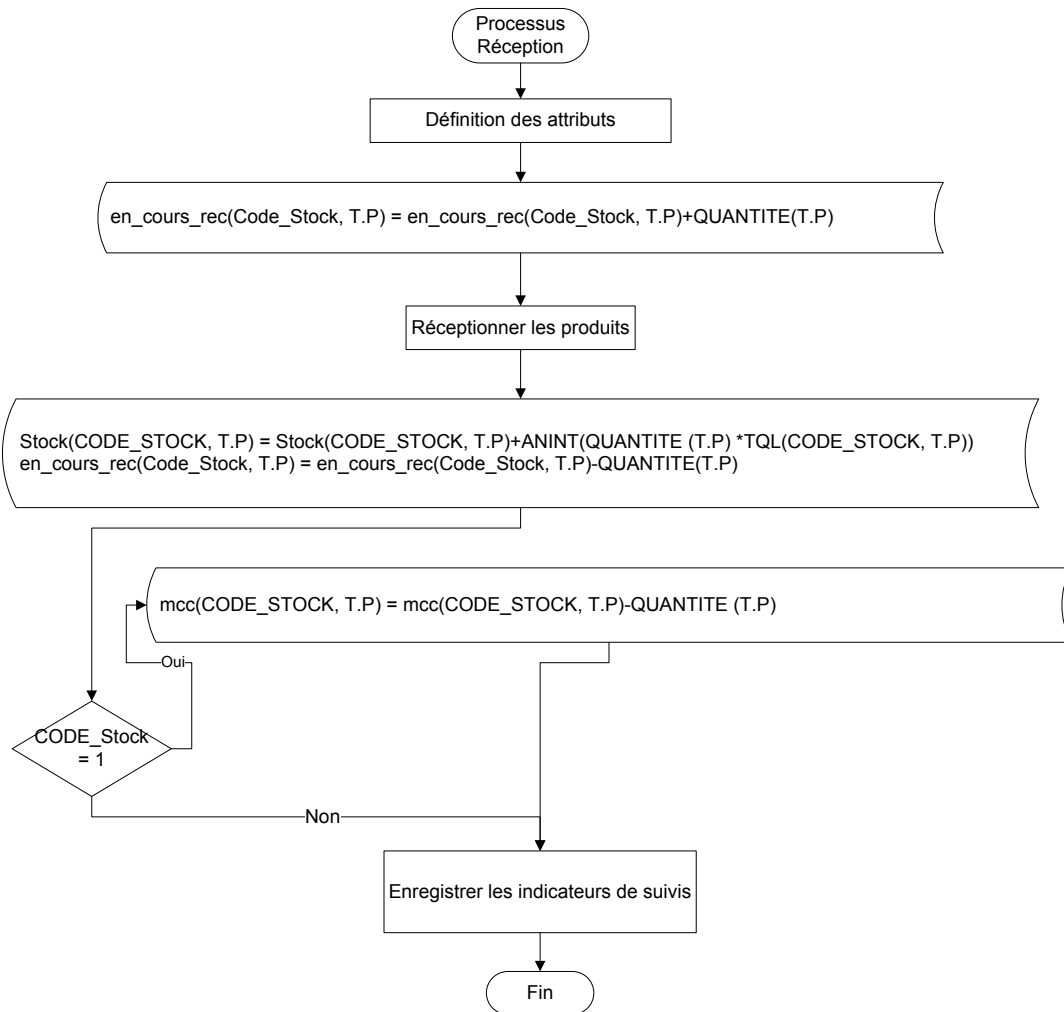 Processus
Réception
Définition des attributs
en_cours_rec(Code_Stock, T.P) = en_cours_rec(Code_Stock, T.P)+QUANTITE(T.P)
Réceptionner les produits
Stock(CODE_STOCK, T.P) = Stock(CODE_STOCK, T.P)+ANINT(QUANTITE (T.P) *TQL(CODE_STOCK, T.P))
en_cours_rec(Code_Stock, T.P) = en_cours_rec(Code_Stock, T.P)-QUANTITE(T.P)
mcc(CODE_STOCK, T.P) = mcc(CODE_STOCK, T.P)-QUANTITE (T.P)
Oui
CODE_Stock
= 1
Non
Enregistrer les indicateurs de suivis
Fin